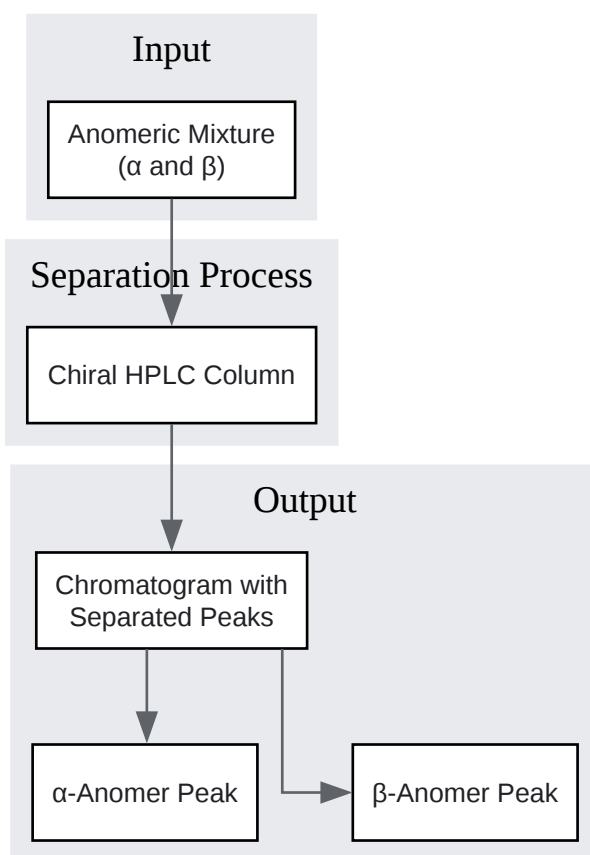 Input
Anomeric Mixture
(α and β)
Separation Process
Chiral HPLC Column
Output
Chromatogram with
Separated Peaks
α-Anomer Peak
β-Anomer Peak